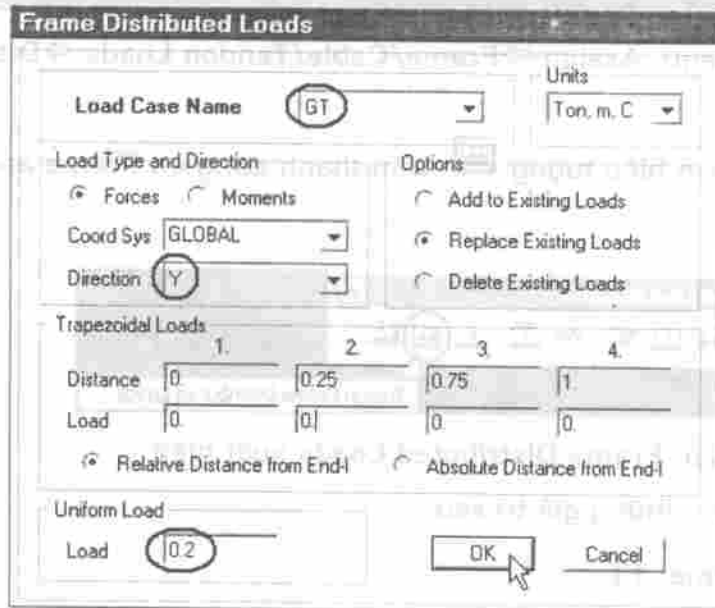 Frame Distributed Loads
Units
Load Case Name GT Ton, m, C
Load Type and Direction Options
Forces Moments Add to Existing Loads
Coord Sys GLOBAL Replace Existing Loads
Direction Y Delete Existing Loads
Trapezoidal Loads
1. 2. 3. 4.
Distance 0. 0.25 0.75 1.
Load 0. 0. 0. 0.
Relative Distance from End-I Absolute Distance from End-I
Uniform Load
Load 0.2 OK Cancel